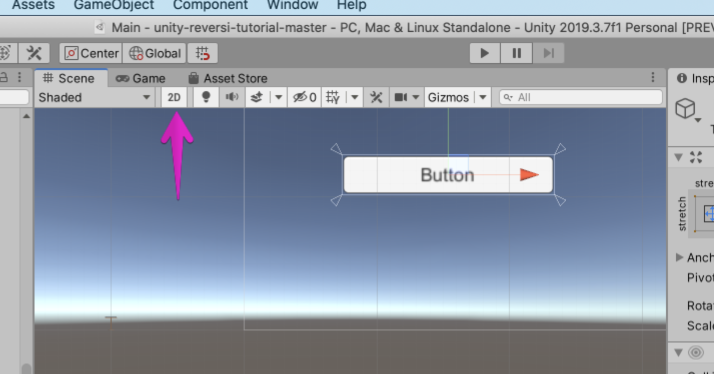 Assets GameObject Component Window Help
Main - unity-reversi-tutorial-master - PC, Mac & Linux Standalone - Unity 2019.3.7f1 Personal [PREV
Center Global
# Scene Game Asset Store Insp
Shaded 2D 0 Gizmos All
Button
stre
stretch
Anch
Pivot
Rota
Scale